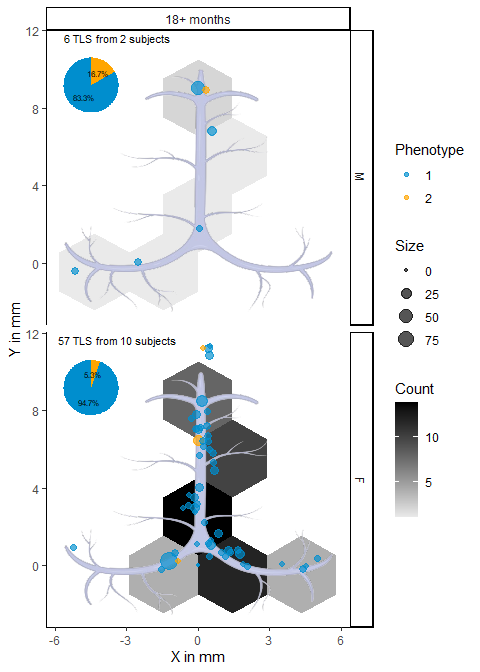 18+ months
6 TLS from 2 subjects
16.7%
83.3%
12
8
4
0
M
57 TLS from 10 subjects
5.3%
94.7%
12
8
4
0
F
-6
-3
0
3
6
X in mm
Y in mm
Phenotype
1
2
Size
0
25
50
75
Count
10
5